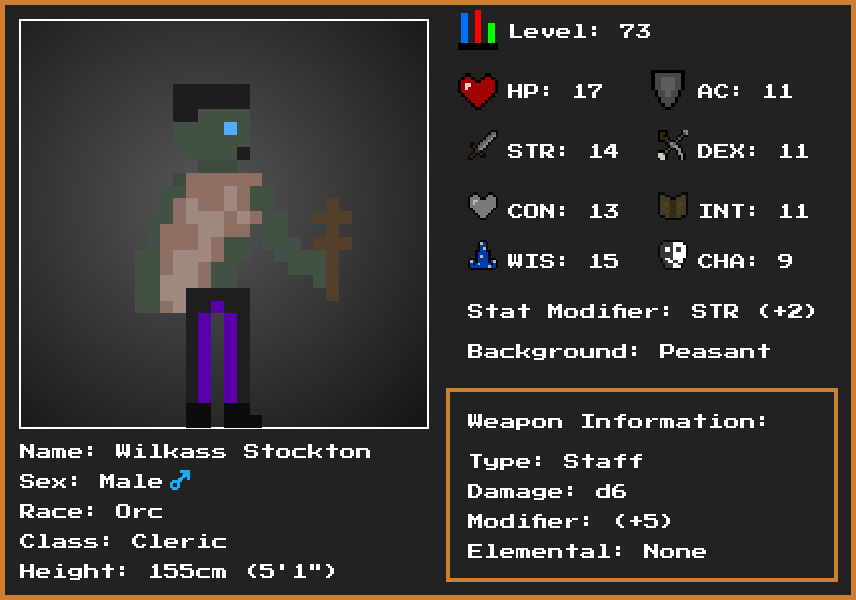 Level: 73
HP: 17 AC: 11
STR: 14 DEX: 11
CON: 13 INT: 11
WIS: 15 CHA: 9
Stat Modifier: STR (+2)
Background: Peasant
Weapon Information:
Type: Staff
Damage: d6
Modifier: (+5)
Elemental: None
Name: Wilkass Stockton
Sex: Male ♂
Race: Orc
Class: Cleric
Height: 155cm (5'1")